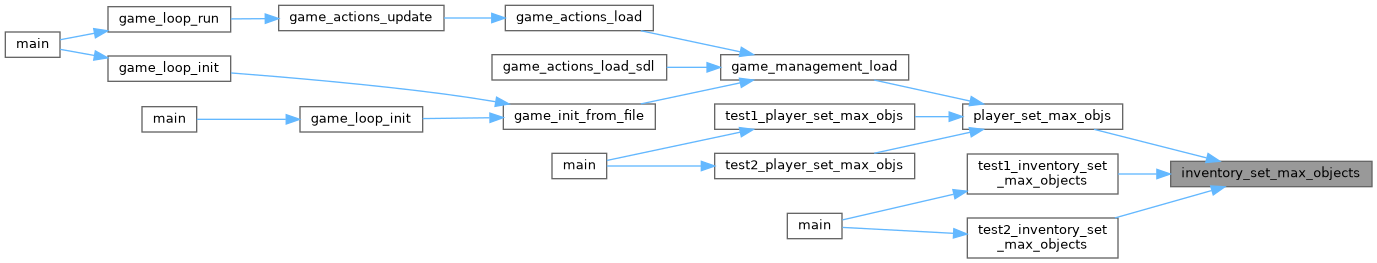 game_loop_run
game_actions_update
game_actions_load
main
game_loop_init
game_actions_load_sdl
game_management_load
main
game_loop_init
game_init_from_file
test1_player_set_max_objs
player_set_max_objs
main
test2_player_set_max_objs
test1_inventory_set
_max_objects
inventory_set_max_objects
main
test2_inventory_set
_max_objects